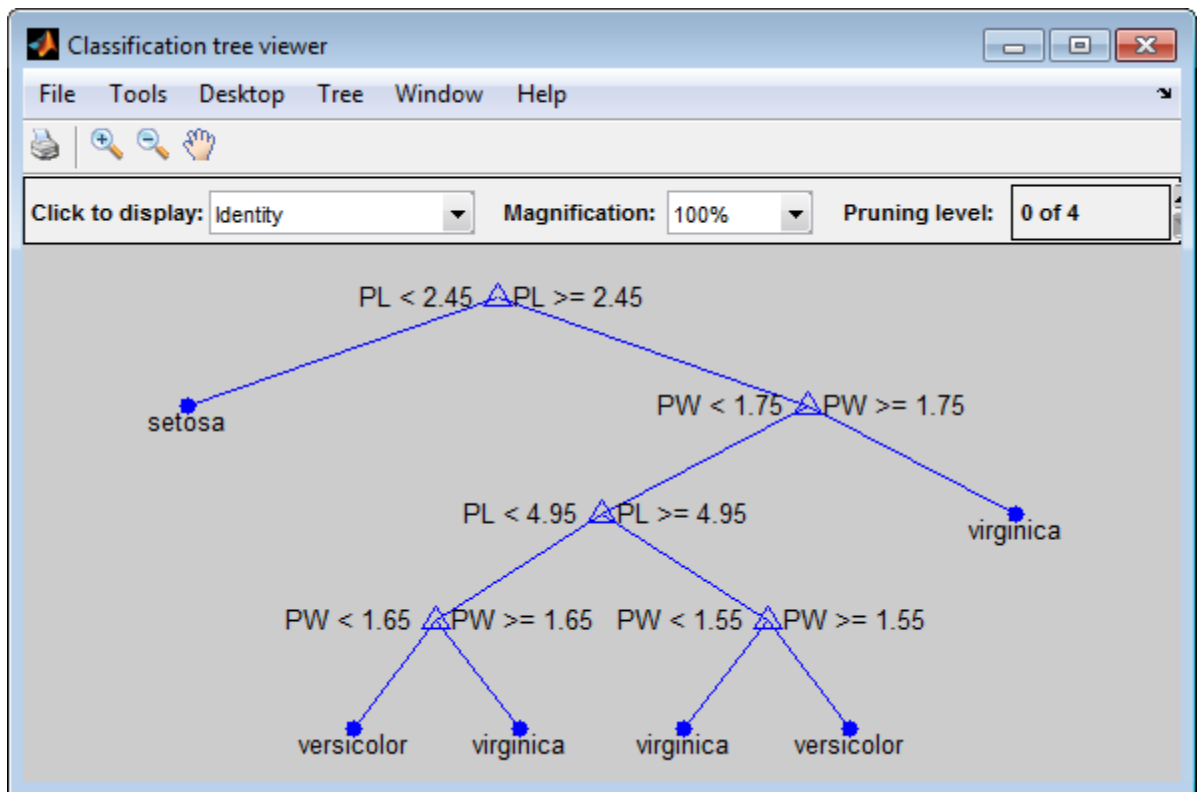 Classification tree viewer
File Tools Desktop Tree Window Help
Click to display: Identity Magnification: 100% Pruning level: 0 of 4
PL < 2.45 PL >= 2.45
setosa
PW < 1.75 PW >= 1.75
PL < 4.95 PL >= 4.95
virginica
PW < 1.65 PW >= 1.65 PW < 1.55 PW >= 1.55
versicolor virginica virginica versicolor